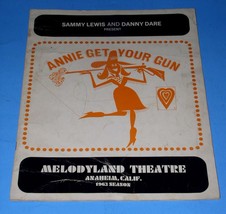 SAMMY LEWIS AND DANNY DARE
PRESENT
ANNIE GET YOUR GUN
MELODYLAND THEATRE
ANAHEIM, CALIF.
1963 SEASON